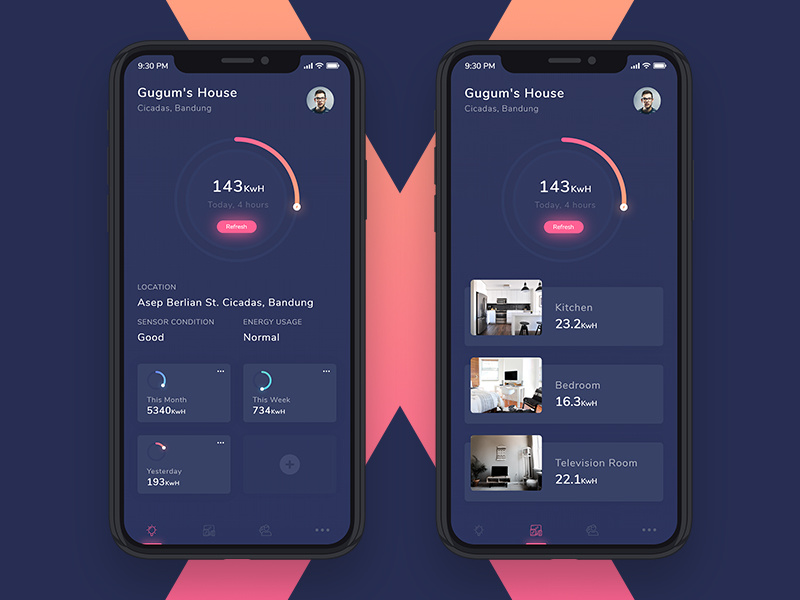 9:30 PM
Gugum's House
Cicadas, Bandung
143KwH
Today, 4 hours
Refresh
LOCATION
Asep Berlian St. Cicadas, Bandung
SENSOR CONDITION
ENERGY USAGE
Good
Normal
This Month
5340KwH
This Week
734KwH
Yesterday
193KwH
9:30 PM
Gugum's House
Cicadas, Bandung
143KwH
Today, 4 hours
Refresh
Kitchen
23.2KwH
Bedroom
16.3KwH
Television Room
22.1KwH